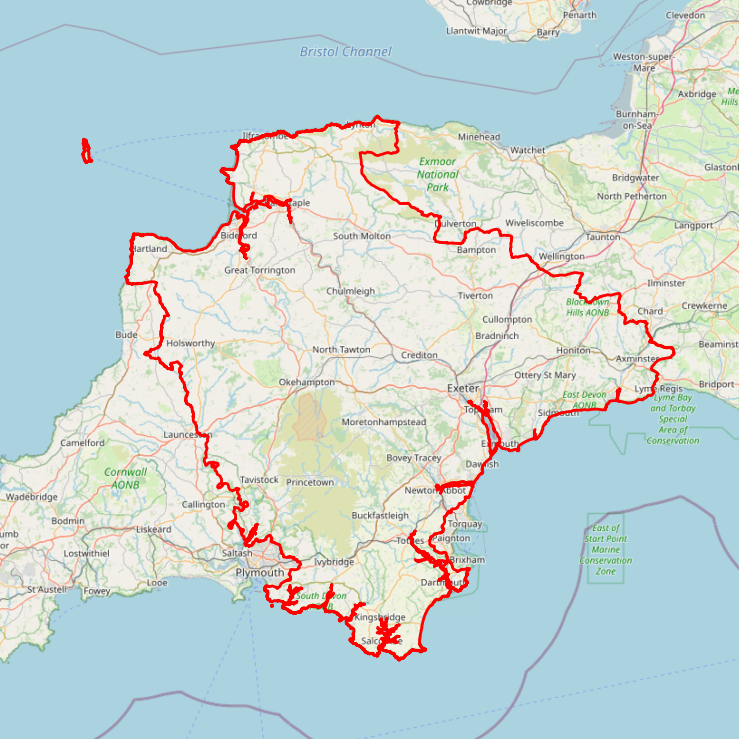 Cowbridge
Penarth
Llantwit Major
Barry
Clevedon
Bristol Channel
Weston-super-
Mare
Axbridge
Burnham-
on-Sea
Ilfracombe
Minehead
Watchet
Exmoor
National
Park
Bridgwater
North Petherton
Dulverton
Wiveliscombe
Taunton
Langport
Bideford
South Molton
Hartland
Bampton
Wellington
Great Torrington
Ilminster
Chulmleigh
Tiverton
Blackdown
Hills AONB
Crewkerne
Chard
Cullompton
Bude
Holsworthy
Bradninch
Honiton
North Tawton
Crediton
Axminster
Okehampton
Exeter
Ottery St Mary
Lyme Regis
Bridport
East Devon
AONB
Lyme Bay
and Torbay
Special
Area of
Conservation
Sidmouth
Moretonhampstead
Launceston
Camelford
Exmouth
Bovey Tracey
Dawlish
Cornwall
AONB
Tavistock
Princetown
Newton Abbot
Wadebridge
Callington
Bodmin
Liskeard
Buckfastleigh
Torquay
Paignton
Totnes
Lostwithiel
Saltash
Ivybridge
Brixham
Plymouth
Dartmouth
St Austell
Fowey
Looe
South Devon
Kingsbridge
Salcombe
East of
Start Point
Marine
Conservation
Zone